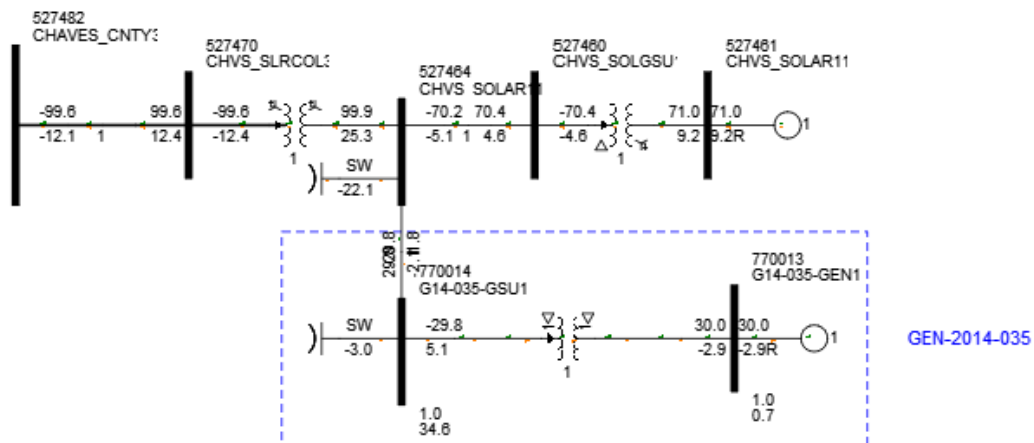 527482
CHAVES_CNTY3
527470
CHVS_SLRCOL3
527464
CHVS_SOLAR11
527460
CHVS_SOLGSU1
527461
CHVS_SOLAR11
-99.6 99.6 -99.6 99.9 -70.2 70.4 -70.4 71.0 71.0
1
-12.1 1 12.4 -12.4 25.3 -5.1 1 4.6 -4.6 9.2 9.2R
1 1
SW
-22.1
770014
G14-035-GSU1
770013
G14-035-GEN1
SW -29.8 30.0 30.0
1
-3.0 5.1 -2.9 -2.9R
1
GEN-2014-035
1.0
34.6
1.0
0.7